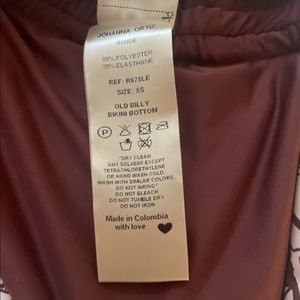 JOHANNA ORTIZ
INSIDE
80% POLYESTER
20% ELASTHANE
REF: R678LE
SIZE: XS
OLD BILLY
BIKINI BOTTOM
P
"DRY CLEAN
ANY SOLVENT EXCEPT
TETRACHLORETHYLENE
OR HAND WASH COLD.
WASH WITH SIMILAR COLORS,
DO NOT WRING"
DO NOT BLEACH
DO NOT TUMBLE DRY
DO NOT IRON
Made in Colombia
with love